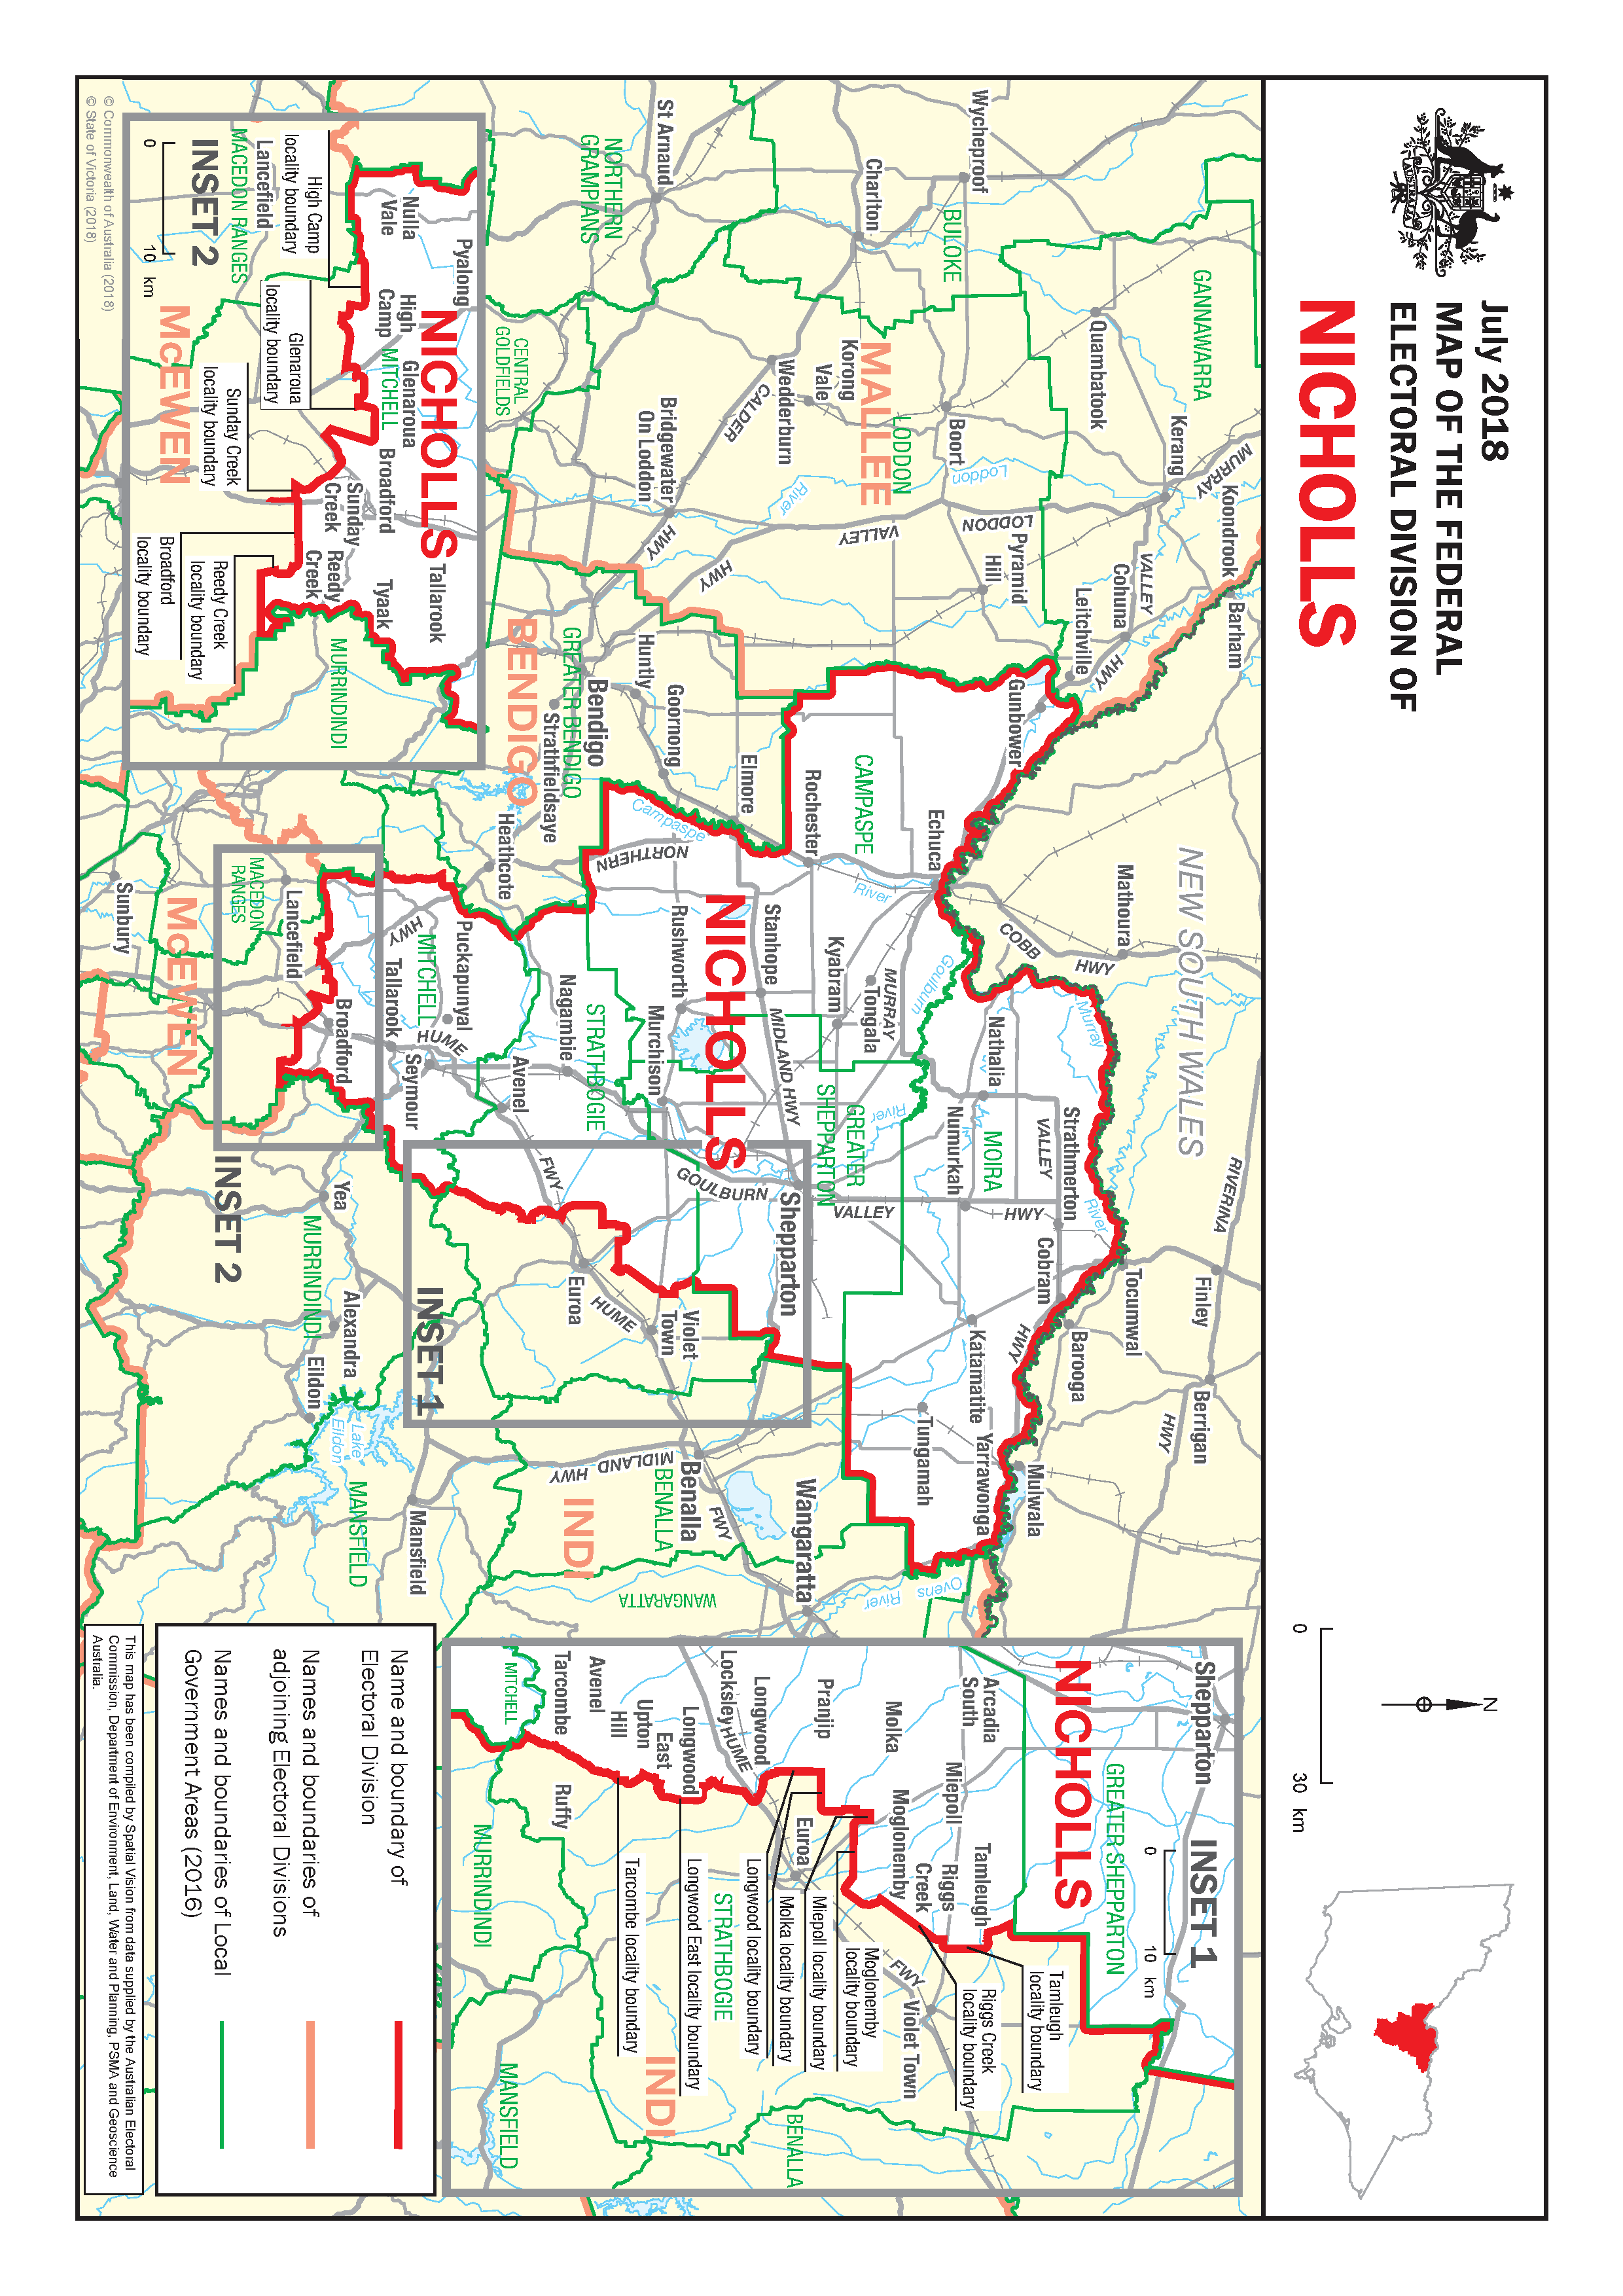 July 2018
MAP OF THE FEDERAL
ELECTORAL DIVISION OF
NICHOLLS
AUSTRALIA
N
0 30 km
NEW SOUTH WALES
GANNAWARRA
Quambatook
Kerang
MURRAY
Koondrook
Barham
VALLEY
HWY
Cohuna
Leitchville
Mathoura
COBB
HWY
RIVERINA
HWY
Finley
Berrigan
Tocumwal
Barooga
Mulwala
Wycheproof
BULOKE
Charlton
Boort
Loddon
LODDON
Pyramid
Hill
Gunbower
Echuca
Murray
River
Nathalia
Strathmerton
VALLEY
HWY
Cobram
HWY
MOIRA
Numurkah
Katamatite
Yarrawonga
Tungamah
MALLEE
LODDON
VALLEY
HWY
Korong
Vale
Wedderburn
CALDER
HWY
River
CAMPASPE
Rochester
River
Goulburn
MURRAY
Tongala
Kyabram
GREATER
SHEPPARTON
River
VALLEY
St Arnaud
NORTHERN
GRAMPIANS
Bridgewater
On Loddon
Huntly
Goornong
Elmore
Campaspe
NORTHERN
Stanhope
Rushworth
NICHOLLS
MIDLAND HWY
Murchison
GOULBURN
Shepparton
Wangaratta
Ovens
River
CENTRAL
GOLDFIELDS
BENDIGO
GREATER BENDIGO
Bendigo
Strathfieldsaye
Heathcote
Nagambie
STRATHBOGIE
Avenel
FWY
Euroa
HUME
Violet
Town
MIDLAND
HWY
BENALLA
Benalla
FWY
INDI
WANGARATTA
Puckapunyal
MITCHELL
HWY
Tallarook
HUME
Seymour
Broadford
Lancefield
MACEDON
RANGES
McEWEN
Sunbury
INSET 2
INSET 1
Yea
MURRINDINDI
Alexandra
Eildon
Lake
Eildon
MANSFIELD
Mansfield
NICHOLLS
Pyalong
Nulla
Vale
High
Camp
MITCHELL
Glenaroua
Broadford
Sunday
Creek
Reedy
Creek
Tyaak
Tallarook
MURRINDINDI
High Camp
locality boundary
Glenaroua
locality boundary
Sunday Creek
locality boundary
Reedy Creek
locality boundary
Broadford
locality boundary
Lancefield
MACEDON RANGES
INSET 2
McEWEN
0 10 km
© Commonwealth of Australia (2018)
© State of Victoria (2018)
Shepparton
INSET 1
0 10 km
GREATER SHEPPARTON
NICHOLLS
Arcadia
South
Miepoll
Tamleugh
Riggs
Creek
Molka
Moglonemby
Pranjip
Longwood
Locksley
HUME
Euroa
FWY
Violet Town
Longwood
East
Upton
Hill
Avenel
Tarcombe
Ruffy
MITCHELL
MURRINDINDI
STRATHBOGIE
INDI
BENALLA
MANSFIELD
Tamleugh
locality boundary
Riggs Creek
locality boundary
Moglonemby
locality boundary
Miepoll locality boundary
Molka locality boundary
Longwood locality boundary
Longwood East locality boundary
Tarcombe locality boundary
Name and boundary of
Electoral Division
Names and boundaries of
adjoining Electoral Divisions
Names and boundaries of Local
Government Areas (2016)
This map has been compiled by Spatial Vision from data supplied by the Australian Electoral
Commission, Department of Environment, Land, Water and Planning, PSMA and Geoscience
Australia.